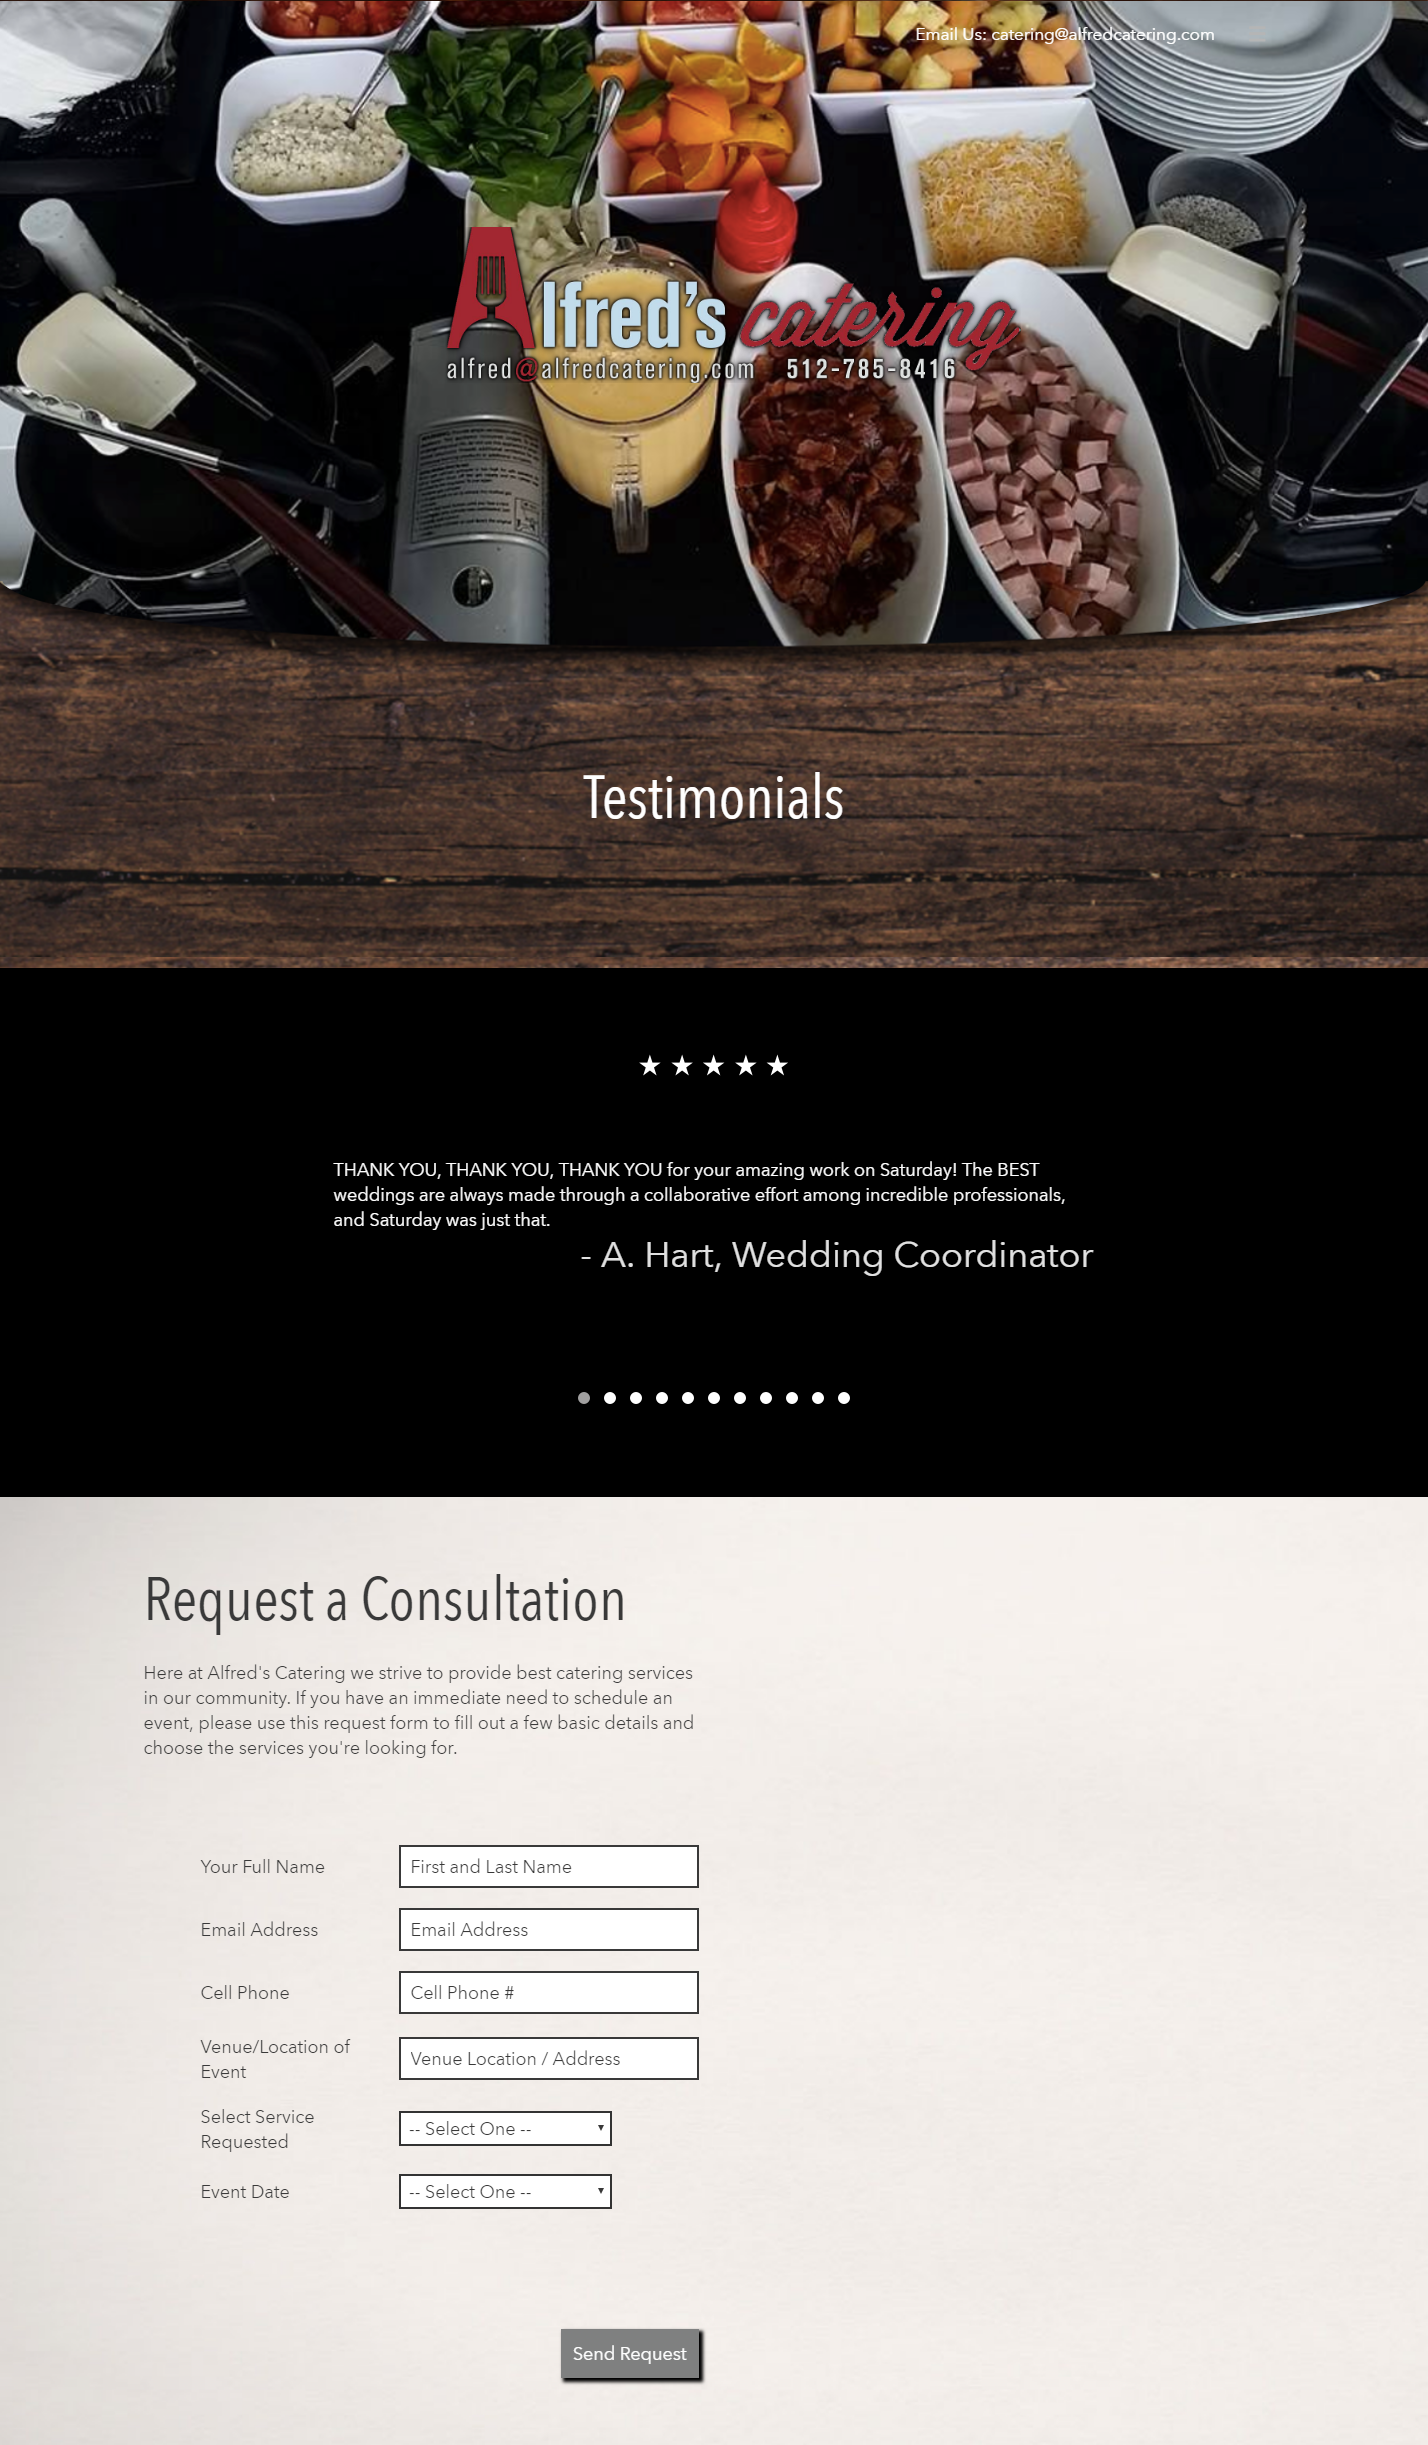 Email Us: catering@alfredcatering.com
Alfred's catering
alfred@alfredcatering.com 512-785-8416
Testimonials
★ ★ ★ ★ ★
THANK YOU, THANK YOU, THANK YOU for your amazing work on Saturday! The BEST
weddings are always made through a collaborative effort among incredible professionals,
and Saturday was just that.
- A. Hart, Wedding Coordinator
Request a Consultation
Here at Alfred's Catering we strive to provide best catering services
in our community. If you have an immediate need to schedule an
event, please use this request form to fill out a few basic details and
choose the services you're looking for.
Your Full Name
First and Last Name
Email Address
Email Address
Cell Phone
Cell Phone #
Venue/Location of
Event
Venue Location / Address
Select Service
Requested
-- Select One --
Event Date
-- Select One --
Send Request